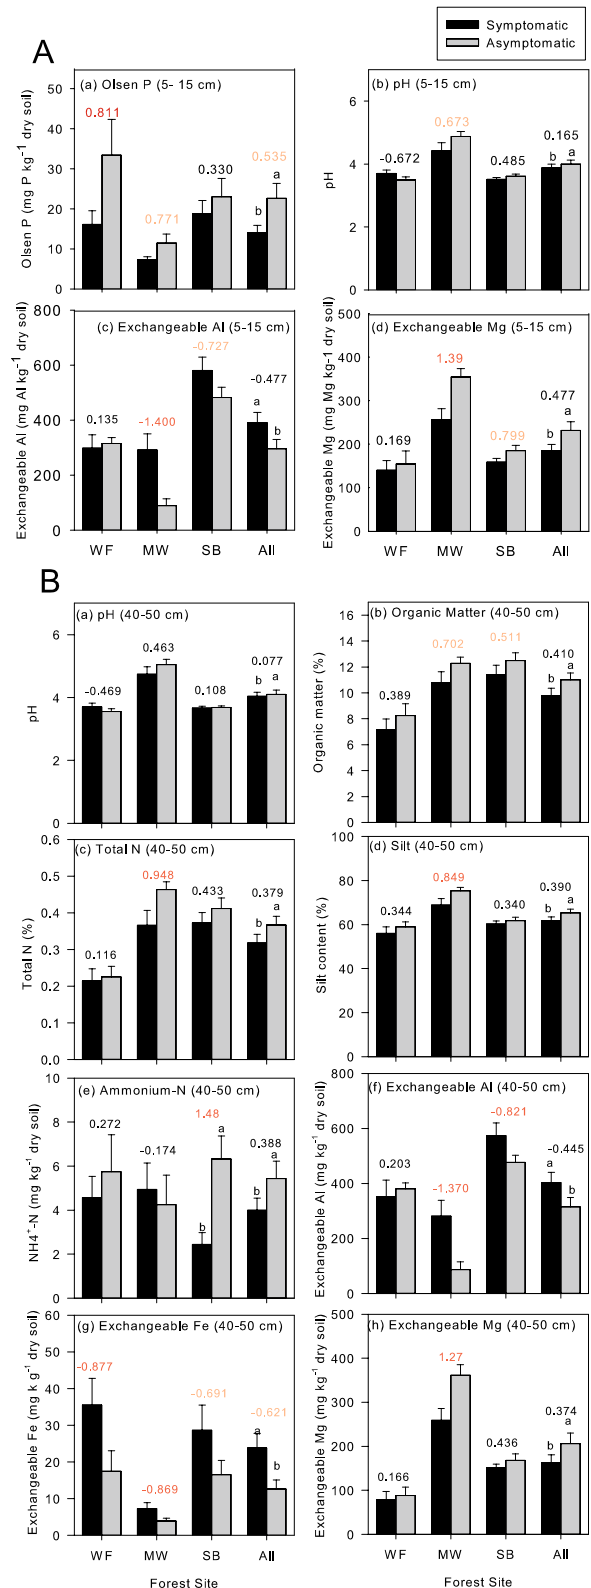 Symptomatic
Asymptomatic
A
(a) Olsen P (5- 15 cm)
Olsen P (mg P kg⁻¹ dry soil)
50
40
30
20
10
0
0.811
0.771
0.330
0.535
b
a
(b) pH (5-15 cm)
pH
6
4
2
0
-0.672
0.673
0.485
0.165
b
a
(c) Exchangeable Al (5-15 cm)
Exchangeable Al (mg Al kg⁻¹ dry soil)
800
600
400
200
0
0.135
-1.400
-0.727
-0.477
a
b
WF
MW
SB
All
(d) Exchangeable Mg (5-15 cm)
Exchangeable Mg (mg Mg kg-1 dry soil)
500
400
300
200
100
0
0.169
1.39
0.799
0.477
b
a
WF
MW
SB
All
B
(a) pH (40-50 cm)
pH
6
4
2
0
-0.469
0.463
0.108
0.077
b
a
(b) Organic Matter (40-50 cm)
Organic matter (%)
16
14
12
10
8
6
4
2
0
0.389
0.702
0.511
0.410
b
a
(c) Total N (40-50 cm)
Total N (%)
0.6
0.5
0.4
0.3
0.2
0.1
0.0
0.116
0.948
0.433
0.379
b
a
(d) Silt (40-50 cm)
Silt content (%)
100
80
60
40
20
0
0.344
0.849
0.340
0.390
b
a
(e) Ammonium-N (40-50 cm)
NH4⁺-N (mg kg⁻¹ dry soil)
10
8
6
4
2
0
0.272
-0.174
1.48
b
a
0.388
b
a
(f) Exchangeable Al (40-50 cm)
Exchangeable Al (mg kg⁻¹ dry soil)
800
600
400
200
0
0.203
-1,370
-0.821
-0.445
a
b
(g) Exchangeable Fe (40-50 cm)
Exchangeable Fe (mg k g⁻¹ dry soil)
60
50
40
30
20
10
0
-0.877
-0.869
-0.691
-0,621
a
b
WF
MW
SB
All
Forest Site
(h) Exchangeable Mg (40-50 cm)
Exchangeable Mg (mg kg⁻¹ dry soil)
500
400
300
200
100
0
0.166
1.27
0.436
0.374
b
a
WF
MW
SB
All
Forest Site